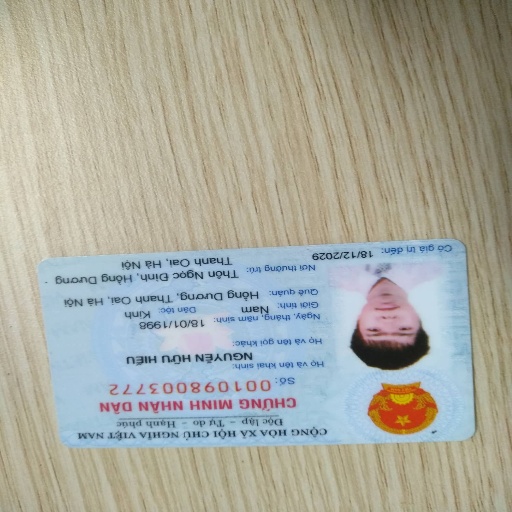 CỘNG HÒA XÃ HỘI CHỦ NGHĨA VIỆT NAM
Độc lập - Tự do - Hạnh phúc
CHỨNG MINH NHÂN DÂN
Số: 001098003772
Họ và tên khai sinh:
NGUYỄN HỮU HIẾU
Họ và tên gọi khác:
Ngày, tháng, năm sinh: 18/01/1998
Giới tính: Nam Dân tộc: Kinh
Quê quán: Hồng Dương, Thanh Oai, Hà Nội
Nơi thường trú: Thôn Ngọc Đình, Hồng Dương
Thanh Oai, Hà Nội
Có giá trị đến: 18/12/2029